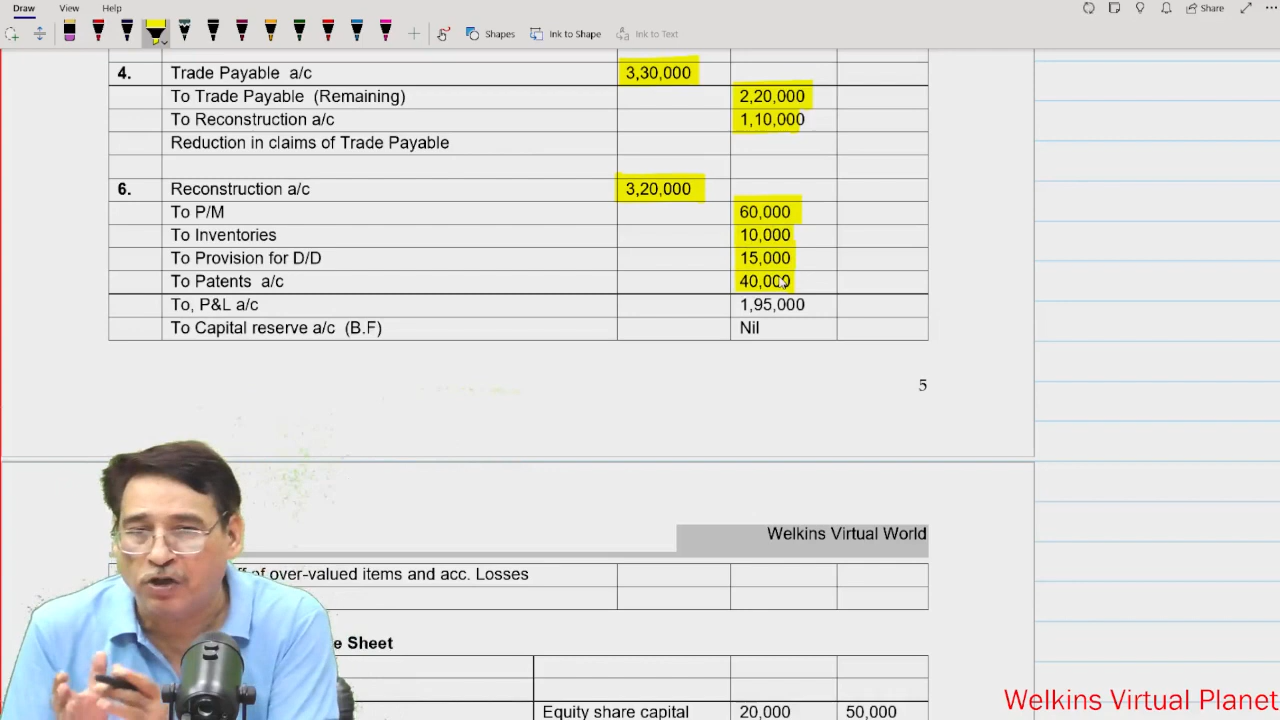 Draw View Help
Share
Shapes Ink to Shape Ink to Text
4. Trade Payable a/c 3,30,000
To Trade Payable (Remaining) 2,20,000
To Reconstruction a/c 1,10,000
Reduction in claims of Trade Payable
6. Reconstruction a/c 3,20,000
To P/M 60,000
To Inventories 10,000
To Provision for D/D 15,000
To Patents a/c 40,000
To, P&L a/c 1,95,000
To Capital reserve a/c (B.F) Nil
5
Welkins Virtual World
of over-valued items and acc. Losses
Sheet
Equity share capital 20,000 50,000
Welkins Virtual Planet